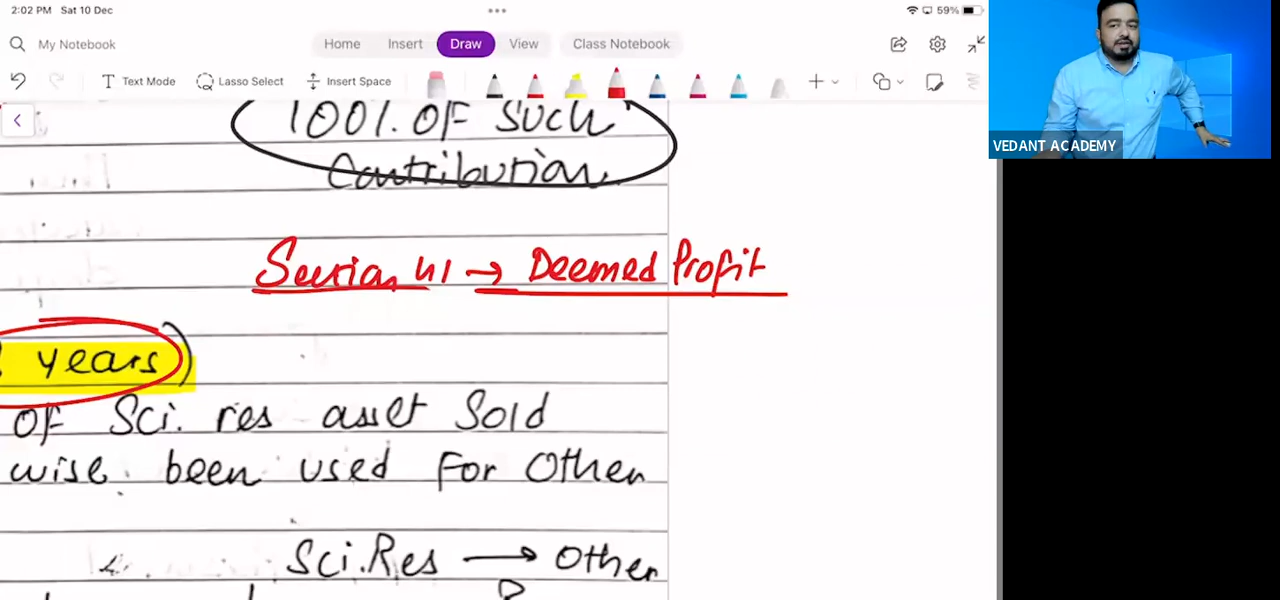 2:02 PM Sat 10 Dec
59%
My Notebook
Home Insert Draw View Class Notebook
Text Mode Lasso Select Insert Space
VEDANT ACADEMY
100% OF Such
Contribution
Section 41 → Deemed Profit
years)
OF Sci. res asset Sold
wise been used For Other
Sci.Res → Other